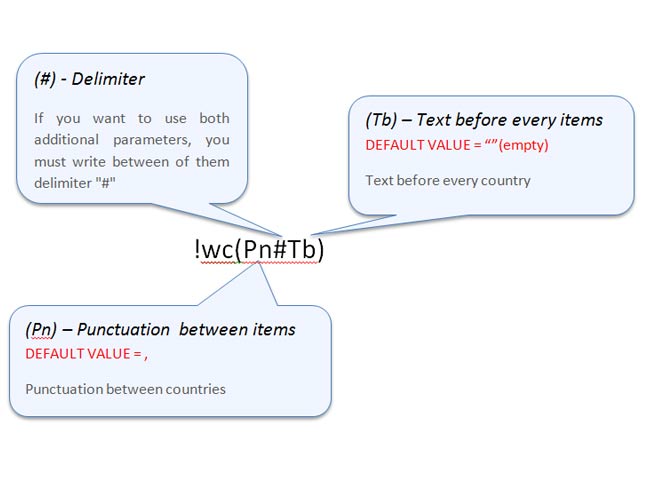 (#) - Delimiter
If you want to use both
additional parameters, you
must write between of them
delimiter "#"
(Tb) – Text before every items
DEFAULT VALUE = “”(empty)
Text before every country
!wc(Pn#Tb)
(Pn) – Punctuation  between items
DEFAULT VALUE = ,
Punctuation between countries